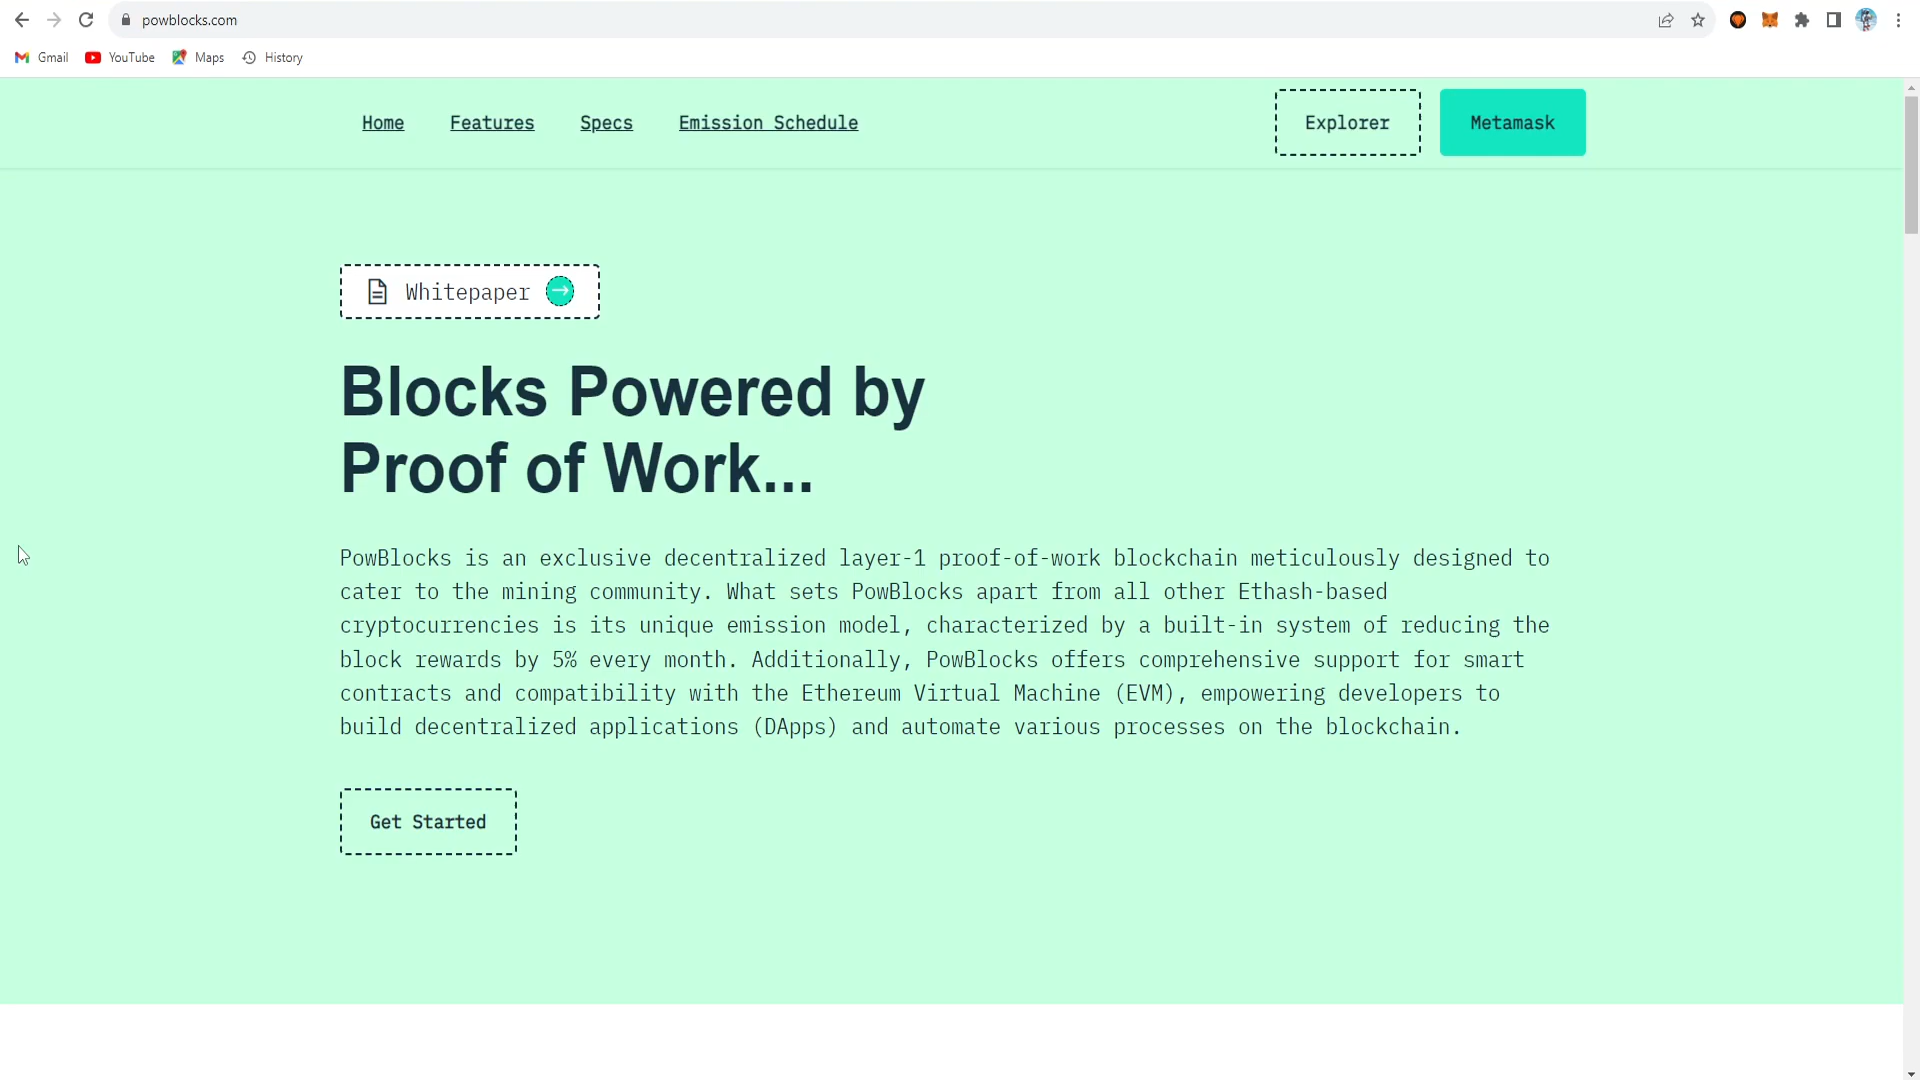 powblocks.com
Gmail YouTube Maps History
Home Features Specs Emission Schedule Explorer Metamask
Whitepaper
Blocks Powered by
Proof of Work...
PowBlocks is an exclusive decentralized layer-1 proof-of-work blockchain meticulously designed to
cater to the mining community. What sets PowBlocks apart from all other Ethash-based
cryptocurrencies is its unique emission model, characterized by a built-in system of reducing the
block rewards by 5% every month. Additionally, PowBlocks offers comprehensive support for smart
contracts and compatibility with the Ethereum Virtual Machine (EVM), empowering developers to
build decentralized applications (DApps) and automate various processes on the blockchain.
Get Started